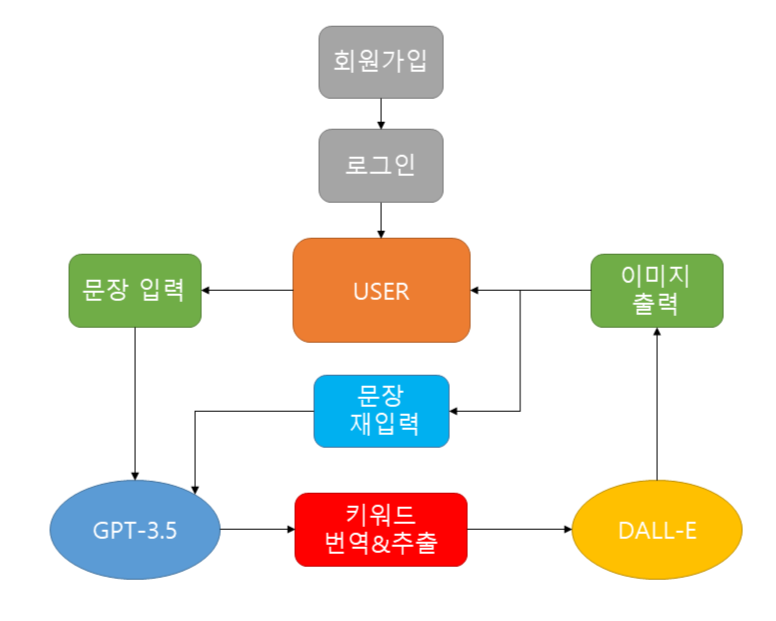 회원가입
로그인
문장 입력
USER
이미지
출력
문장
재입력
GPT-3.5
키워드
번역&추출
DALL-E